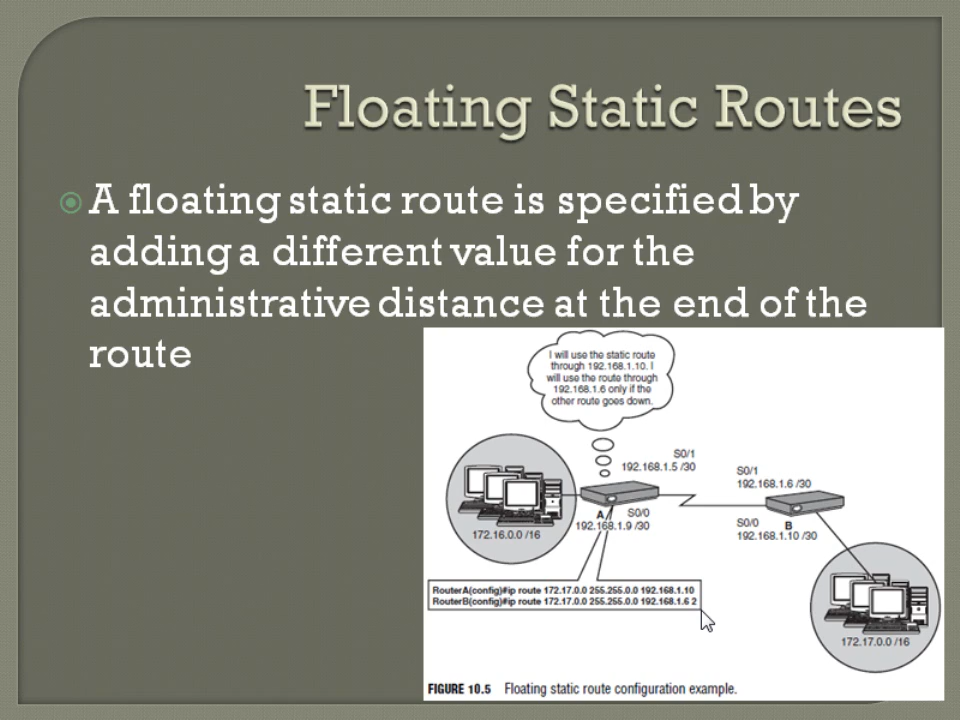 Floating Static Routes
A floating static route is specified by
adding a different value for the
administrative distance at the end of the
route
I will use the static route
through 192.168.1.10. I
will use the route through
192.168.1.6 only if the
other route goes down.
S0/1
192.168.1.5 /30
S0/1
192.168.1.6 /30
A
S0/0
192.168.1.9 /30
S0/0
B
192.168.1.10 /30
172.16.0.0 /16
RouterA(config)#ip route 172.17.0.0 255.255.0.0 192.168.1.10
RouterB(config)#ip route 172.17.0.0 255.255.0.0 192.168.1.6 2
172.17.0.0 /16
FIGURE 10.5 Floating static route configuration example.